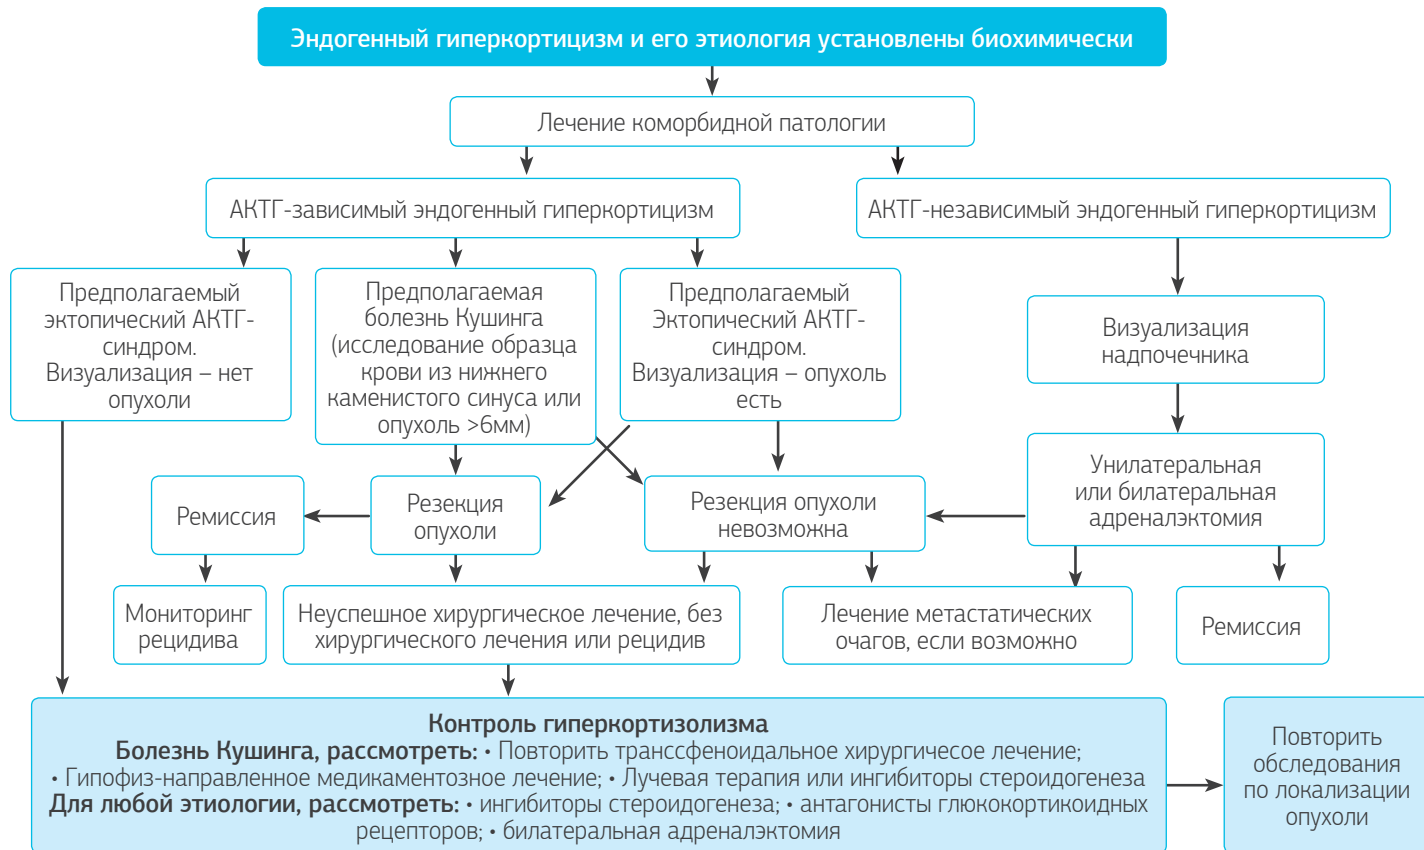 Эндогенный гиперкортицизм и его этиология установлены биохимически
Лечение коморбидной патологии
АКТГ-зависимый эндогенный гиперкортицизм
АКТГ-независимый эндогенный гиперкортицизм
Предполагаемый
эктопический АКТГ-
синдром.
Визуализация – нет
опухоли
Предполагаемая
болезнь Кушинга
(исследование образца
крови из нижнего
каменистого синуса или
опухоль >6мм)
Предполагаемый
Эктопический АКТГ-
синдром.
Визуализация – опухоль
есть
Визуализация
надпочечника
Ремиссия
Резекция
опухоли
Резекция опухоли
невозможна
Унилатеральная
или билатеральная
адреналэктомия
Мониторинг
рецидива
Неуспешное хирургическое лечение, без
хирургического лечения или рецидив
Лечение метастатических
очагов, если возможно
Ремиссия
Контроль гиперкортизолизма
Болезнь Кушинга, рассмотреть: • Повторить транссфеноидальное хирургичесое лечение;
• Гипофиз-направленное медикаментозное лечение; • Лучевая терапия или ингибиторы стероидогенеза
Для любой этиологии, рассмотреть: • ингибиторы стероидогенеза; • антагонисты глюкокортикоидных
рецепторов; • билатеральная адреналэктомия
Повторить
обследования
по локализации
опухоли